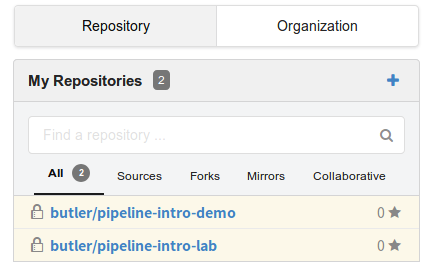 Repository Organization
My Repositories 2
Find a repository ...
All 2 Sources Forks Mirrors Collaborative
butler/pipeline-intro-demo 0
butler/pipeline-intro-lab 0